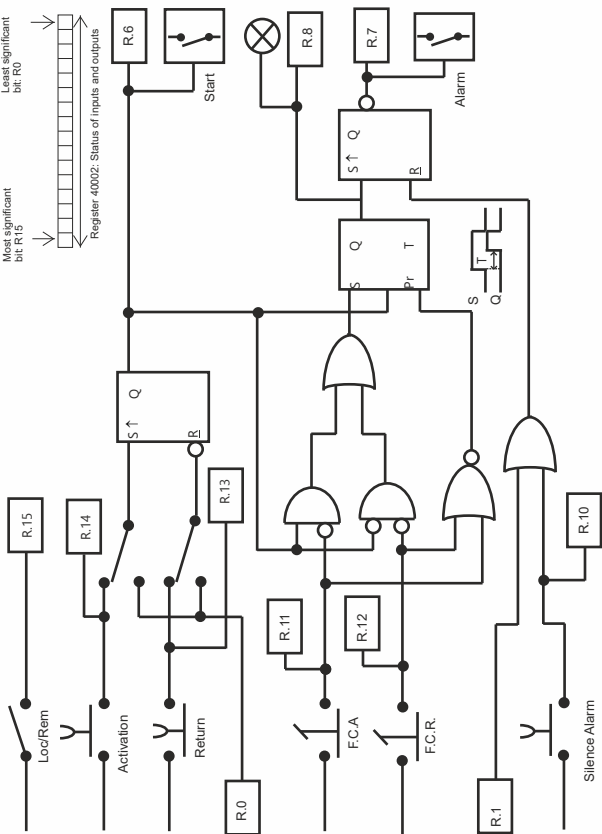 Least significant
bit: R0
Most significant
bit: R15
Register 40002: Status of inputs and outputs
R.15
Loc/Rem
R.14
Activation
R.13
Return
R.0
S↑
Q
R
R.6
Start
R.11
F.C.A
R.12
F.C.R.
S
Q
Pr
T
R.8
S↑
Q
R
R.7
Alarm
S
Q
T
R.1
R.10
Silence Alarm